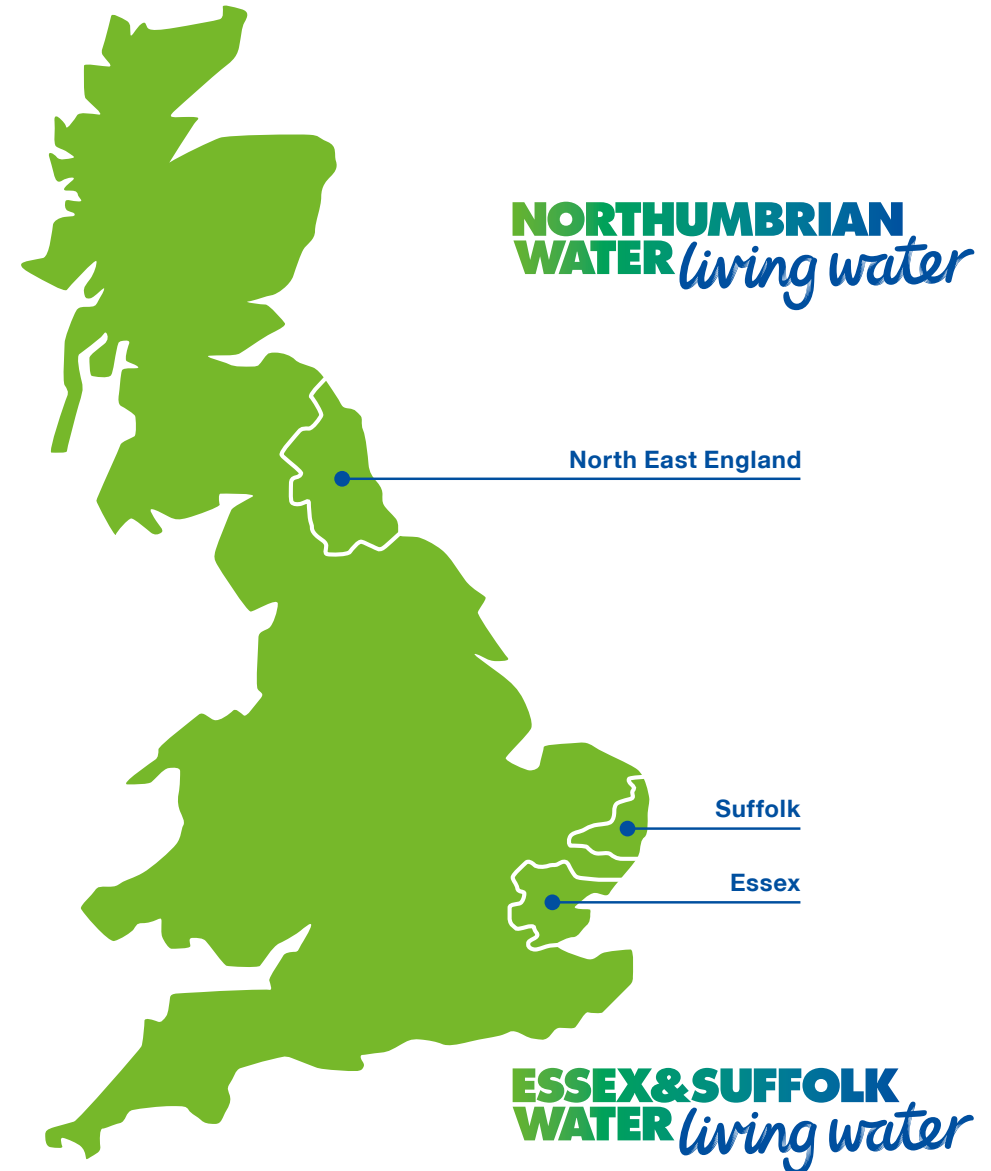 NORTHUMBRIAN
WATER living water
North East England
Suffolk
Essex
ESSEX&SUFFOLK
WATER living water